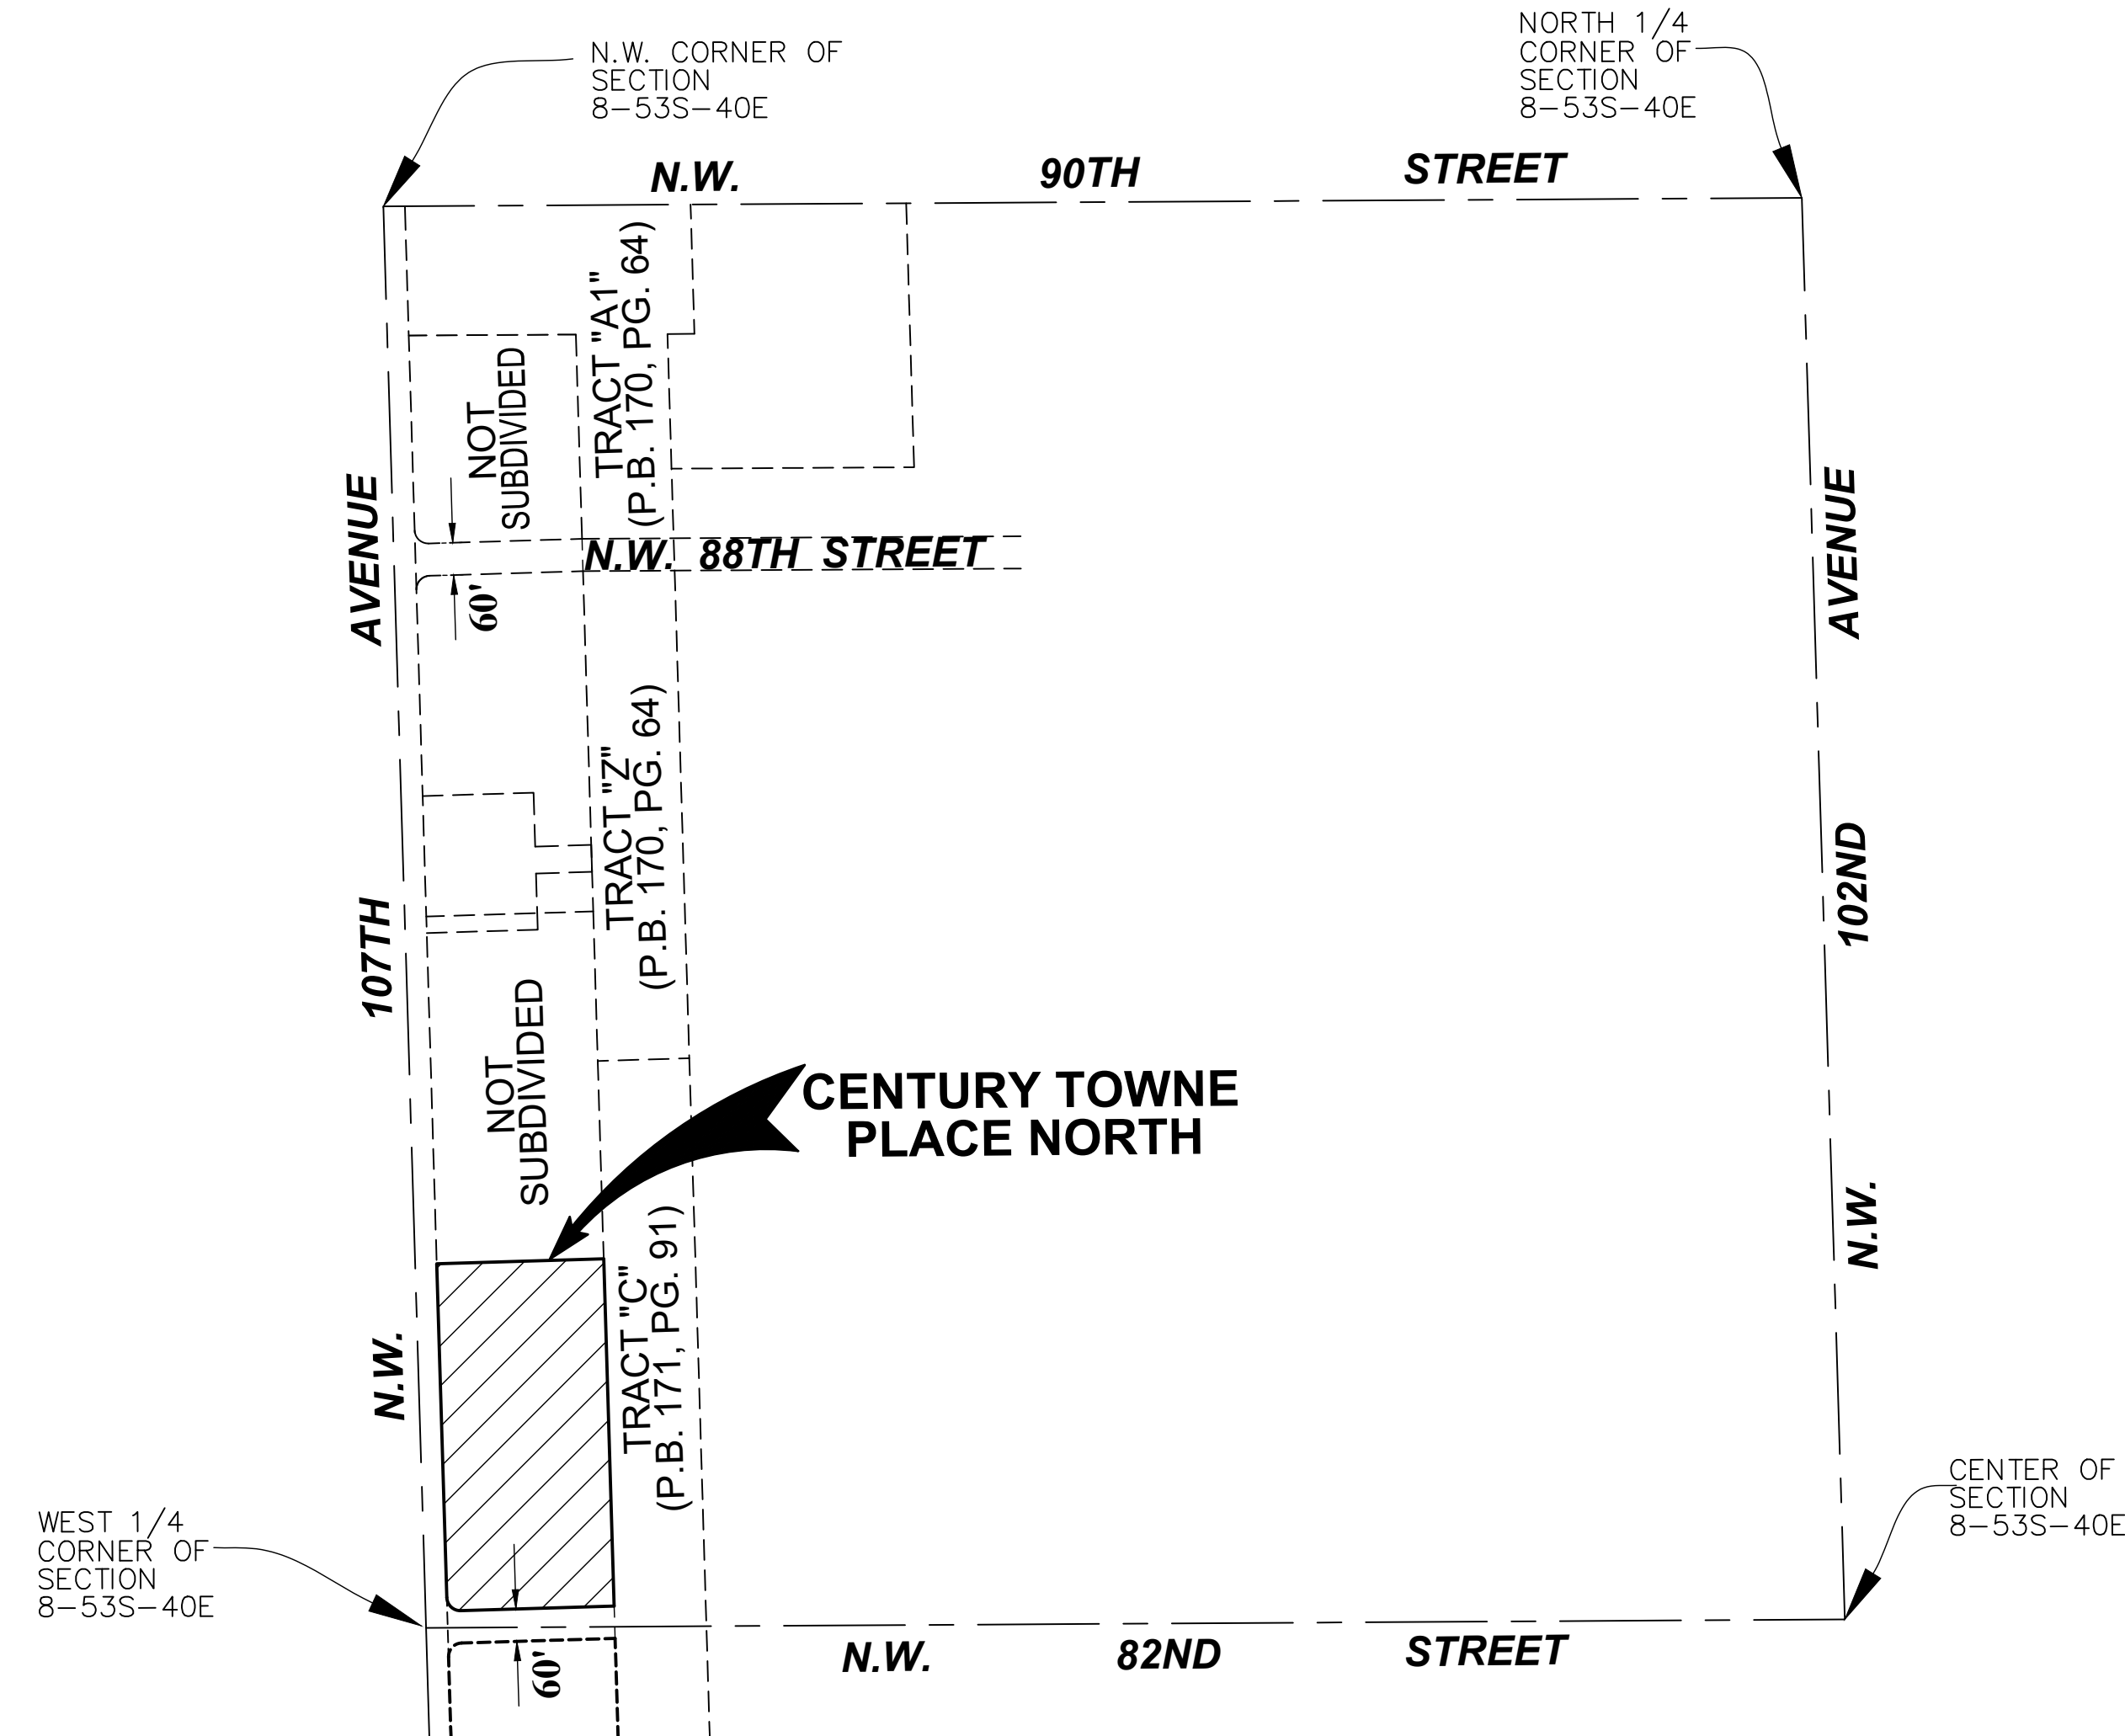 N.W. CORNER OF
SECTION
8-53S-40E
NORTH 1/4
CORNER OF
SECTION
8-53S-40E
N.W. 90TH STREET
TRACT "A1"
(P.B. 170, PG. 64)
NOT
SUBDIVIDED
N.W. 88TH STREET
60'
N.W. 107TH AVENUE
N.W. 102ND AVENUE
TRACT "Z"
(P.B. 170, PG. 64)
NOT
SUBDIVIDED
CENTURY TOWNE
PLACE NORTH
TRACT "C"
(P.B. 171, PG. 91)
WEST 1/4
CORNER OF
SECTION
8-53S-40E
CENTER OF
SECTION
8-53S-40E
N.W. 82ND STREET
60'